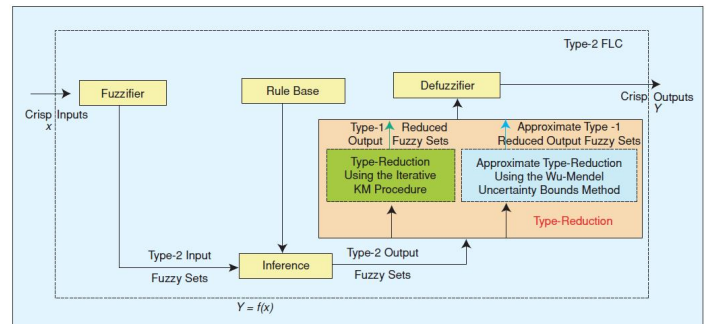 Type-2 FLC
Fuzzifier
Rule Base
Defuzzifier
Crisp Inputs
x
Crisp Outputs
Y
Type-1 Reduced
Output Fuzzy Sets
Approximate Type -1
Reduced Output Fuzzy Sets
Type-Reduction
Using the Iterative
KM Procedure
Approximate Type-Reduction
Using the Wu-Mendel
Uncertainty Bounds Method
Type-Reduction
Type-2 Input
Fuzzy Sets
Inference
Type-2 Output
Fuzzy Sets
Y = f(x)